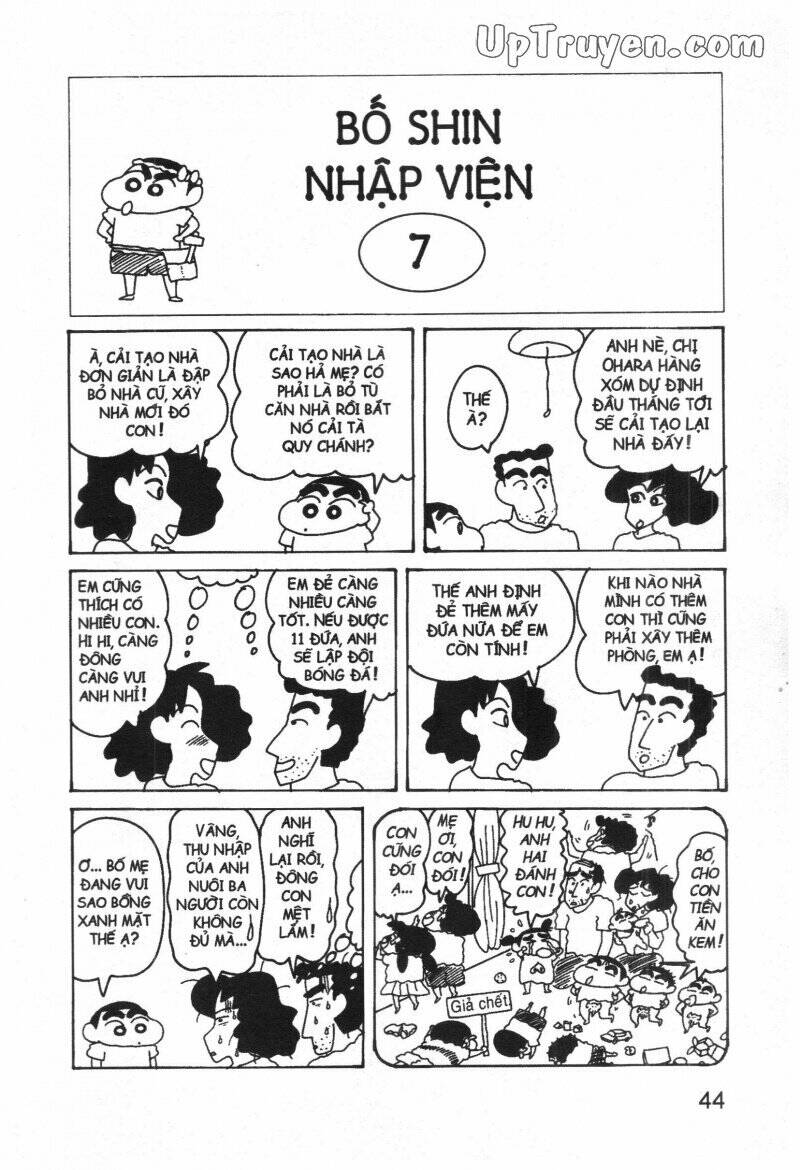 UpTruyen.com
BỐ SHIN
NHẬP VIỆN
7
ANH NÈ, CHỊ
OHARA HÀNG
XÓM DỰ ĐỊNH
ĐẦU THÁNG TỚI
SẼ CẢI TẠO LẠI
NHÀ ĐẤY!
THẾ
À?
CẢI TẠO NHÀ LÀ
SAO HẢ MẸ? CÓ
PHẢI LÀ BỎ TÙ
CĂN NHÀ RỒI BẮT
NÓ CẢI TÀ
QUY CHÁNH?
À, CẢI TẠO NHÀ
ĐƠN GIẢN LÀ ĐẬP
BỎ NHÀ CŨ, XÂY
NHÀ MỚI ĐÓ
CON!
KHI NÀO NHÀ
MÌNH CÓ THÊM
CON THÌ CŨNG
PHẢI XÂY THÊM
PHÒNG, EM Ạ!
THẾ ANH ĐỊNH
ĐẺ THÊM MẤY
ĐỨA NỮA ĐỂ EM
CÒN TÍNH!
EM ĐẺ CÀNG
NHIỀU CÀNG
TỐT. NẾU ĐƯỢC
11 ĐỨA, ANH
SẼ LẬP ĐỘI
BÓNG ĐÁ!
EM CŨNG
THÍCH CÓ
NHIỀU CON.
HI HI, CÀNG
ĐÔNG
CÀNG VUI
ANH NHỈ!
BỐ,
CHO
CON
TIỀN
ĂN
KEM!
HU HU,
ANH
HAI
ĐÁNH
CON!
MẸ
ƠI,
CON
ĐÓI!
CON
CŨNG
ĐÓI
Ạ...
Giả chết
ANH
NGHĨ
LẠI RỒI,
ĐÔNG
CON
MỆT
LẮM!
VÂNG,
THU NHẬP
CỦA ANH
NUÔI BA
NGƯỜI CÒN
KHÔNG
ĐỦ MÀ...
Ơ... BỐ MẸ
ĐANG VUI
SAO BỖNG
XANH MẶT
THẾ Ạ?
44